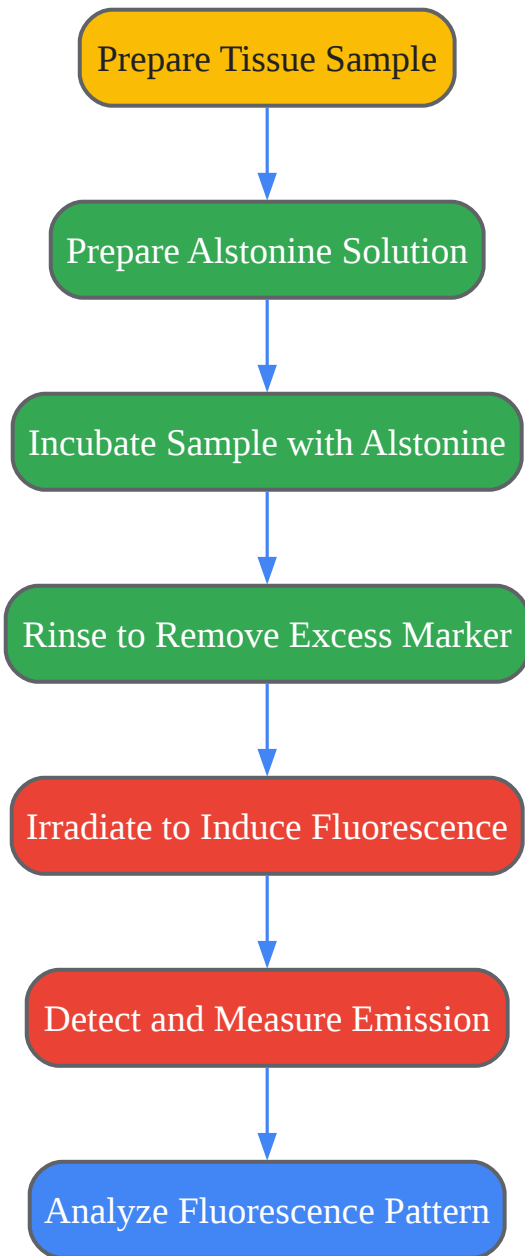 Prepare Tissue Sample
Prepare Alstonine Solution
Incubate Sample with Alstonine
Rinse to Remove Excess Marker
Irradiate to Induce Fluorescence
Detect and Measure Emission
Analyze Fluorescence Pattern